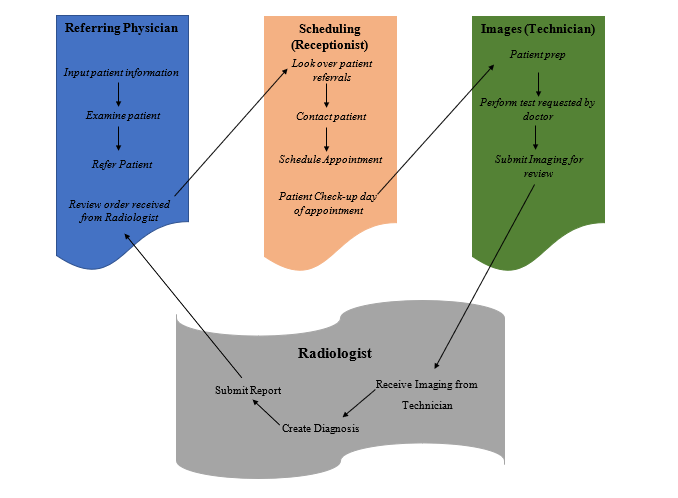 Referring Physician
Input patient information
Examine patient
Refer Patient
Review order received
from Radiologist
Scheduling
(Receptionist)
Look over patient
referrals
Contact patient
Schedule Appointment
Patient Check-up day
of appointment
Images (Technician)
Patient prep
Perform test requested by
doctor
Submit Imaging for
review
Radiologist
Receive Imaging from
Technician
Create Diagnosis
Submit Report